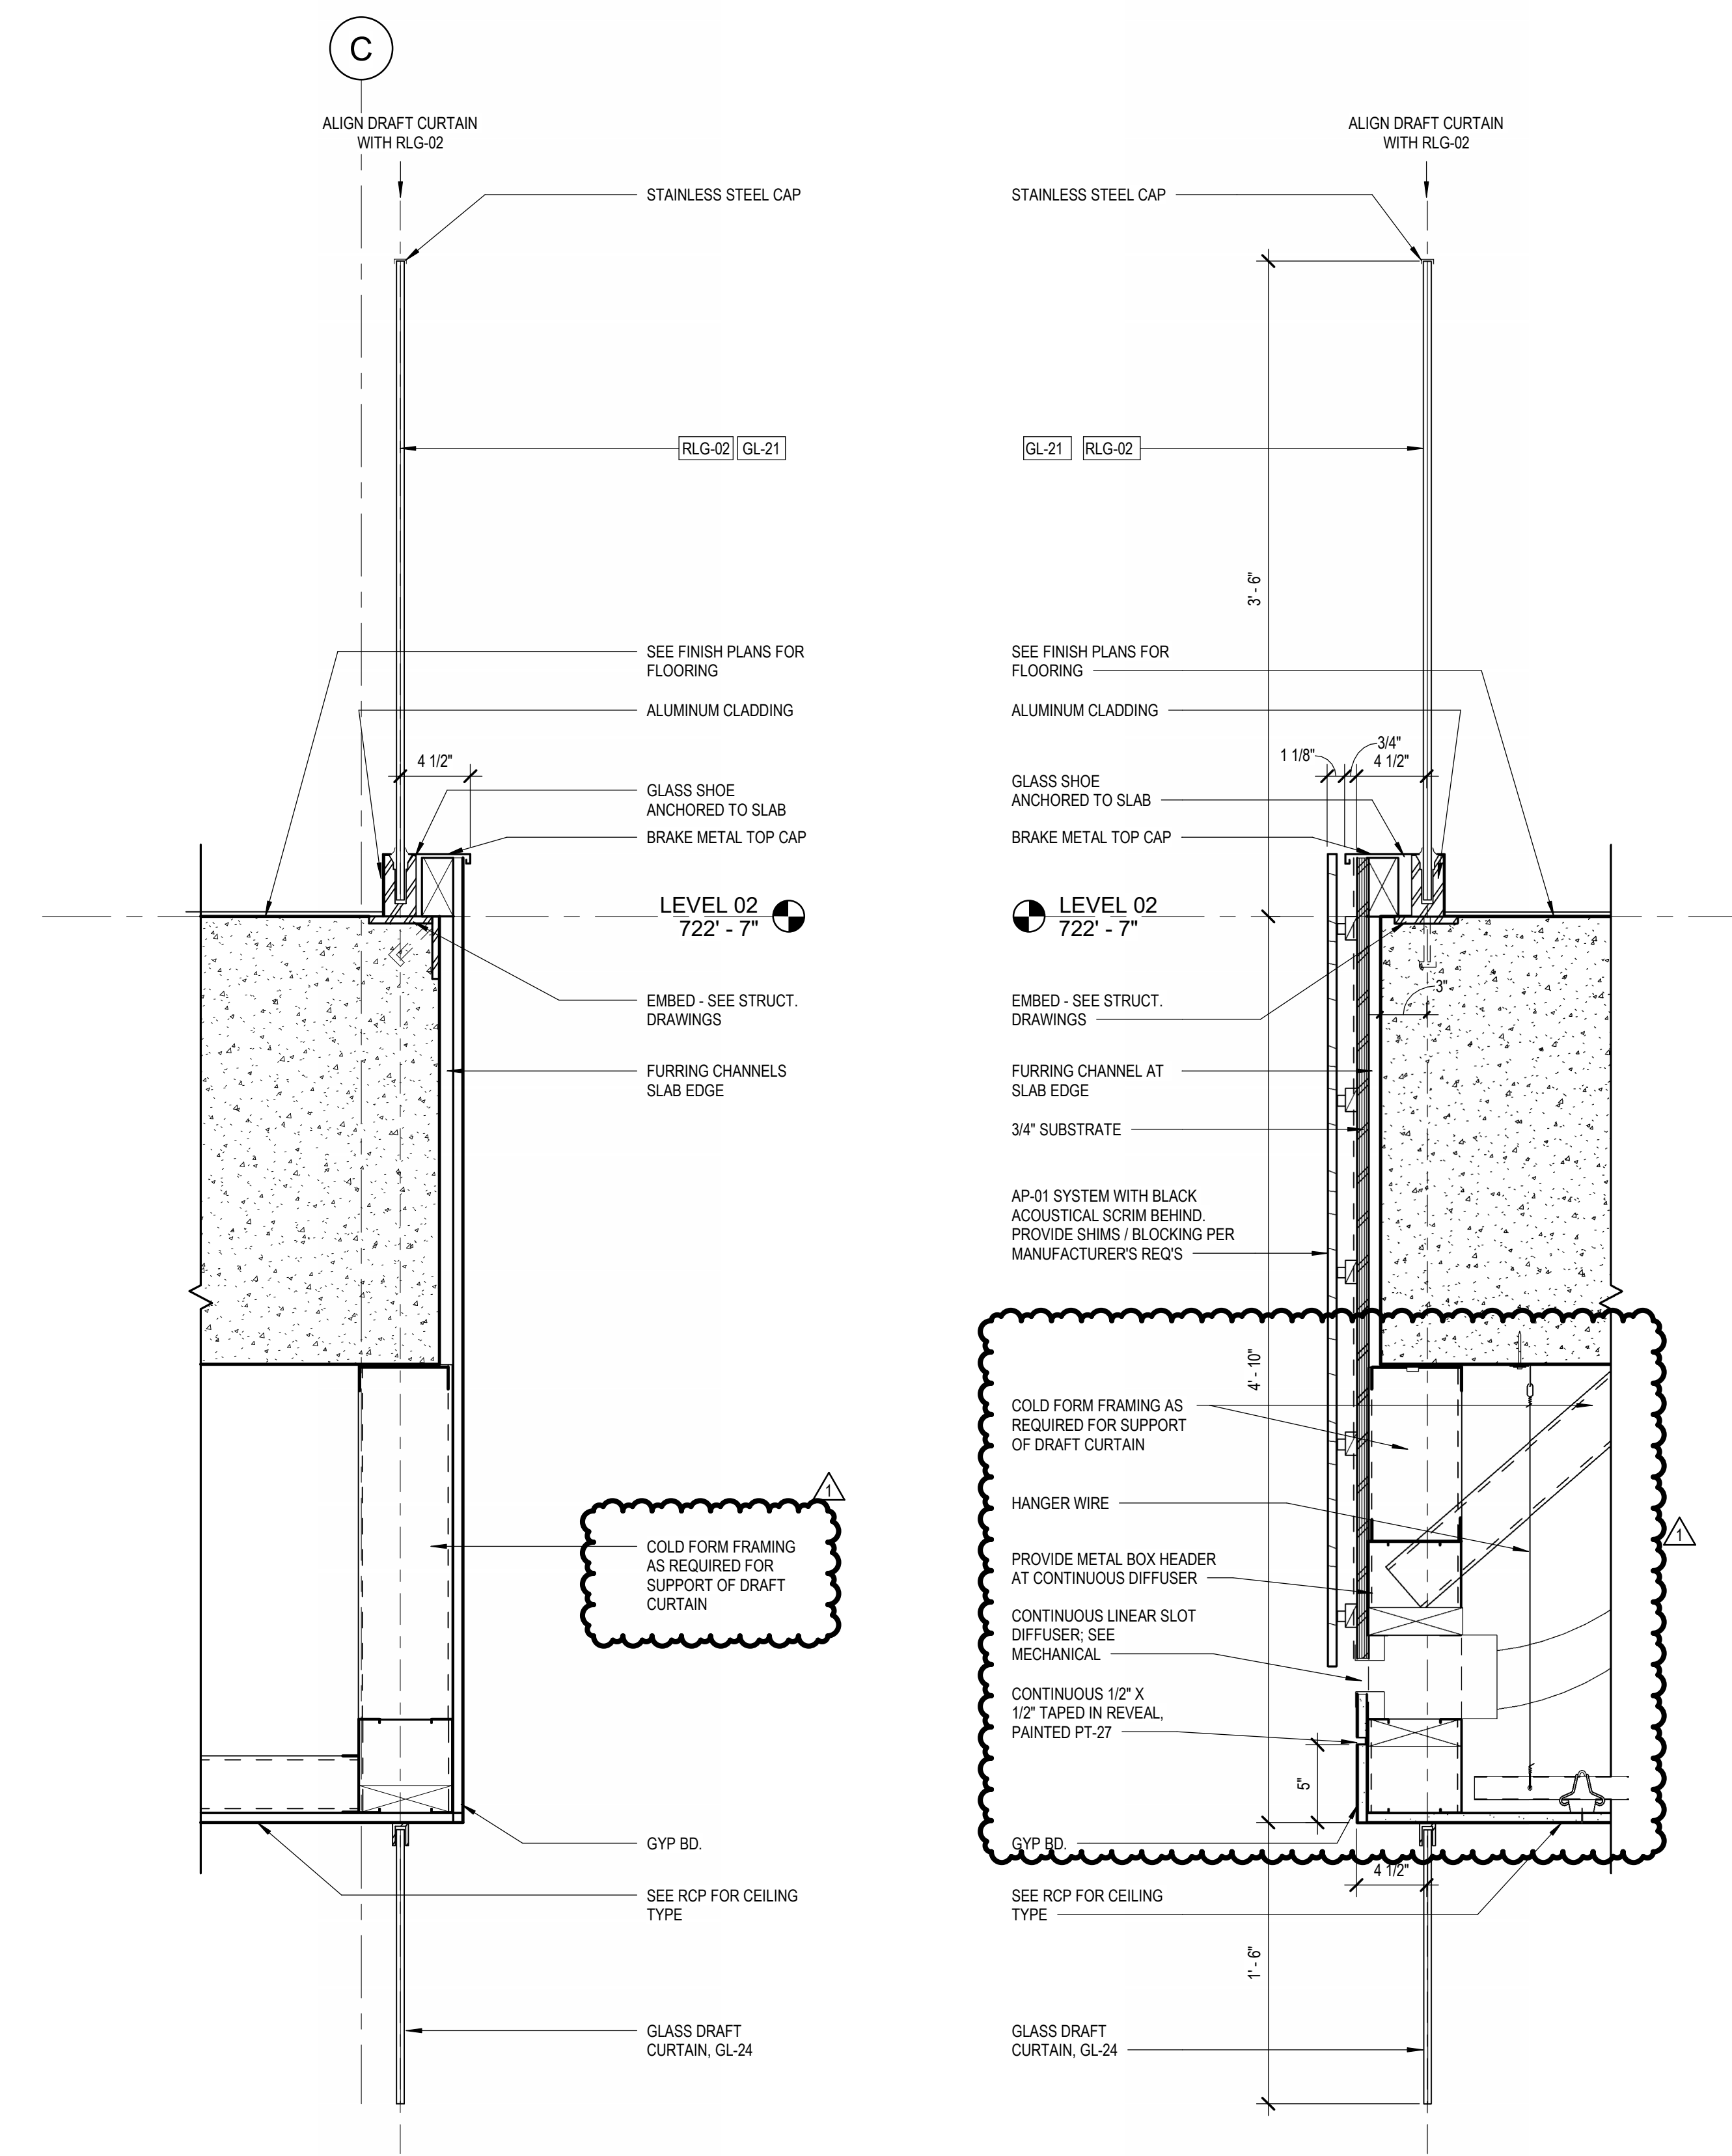 C
ALIGN DRAFT CURTAIN
WITH RLG-02
STAINLESS STEEL CAP
RLG-02 GL-21
SEE FINISH PLANS FOR
FLOORING
ALUMINUM CLADDING
4 1/2"
GLASS SHOE
ANCHORED TO SLAB
BRAKE METAL TOP CAP
LEVEL 02
722' - 7"
EMBED - SEE STRUCT.
DRAWINGS
FURRING CHANNELS
SLAB EDGE
1
COLD FORM FRAMING
AS REQUIRED FOR
SUPPORT OF DRAFT
CURTAIN
GYP BD.
SEE RCP FOR CEILING
TYPE
GLASS DRAFT
CURTAIN, GL-24
ALIGN DRAFT CURTAIN
WITH RLG-02
STAINLESS STEEL CAP
GL-21 RLG-02
3' - 6"
SEE FINISH PLANS FOR
FLOORING
ALUMINUM CLADDING
1 1/8"
3/4"
4 1/2"
GLASS SHOE
ANCHORED TO SLAB
BRAKE METAL TOP CAP
LEVEL 02
722' - 7"
3"
EMBED - SEE STRUCT.
DRAWINGS
FURRING CHANNEL AT
SLAB EDGE
3/4" SUBSTRATE
AP-01 SYSTEM WITH BLACK
ACOUSTICAL SCRIM BEHIND.
PROVIDE SHIMS / BLOCKING PER
MANUFACTURER'S REQ'S
4' - 10"
COLD FORM FRAMING AS
REQUIRED FOR SUPPORT
OF DRAFT CURTAIN
HANGER WIRE
1
PROVIDE METAL BOX HEADER
AT CONTINUOUS DIFFUSER
CONTINUOUS LINEAR SLOT
DIFFUSER; SEE
MECHANICAL
CONTINUOUS 1/2" X
1/2" TAPED IN REVEAL,
PAINTED PT-27
5"
GYP BD.
4 1/2"
SEE RCP FOR CEILING
TYPE
1' - 6"
GLASS DRAFT
CURTAIN, GL-24